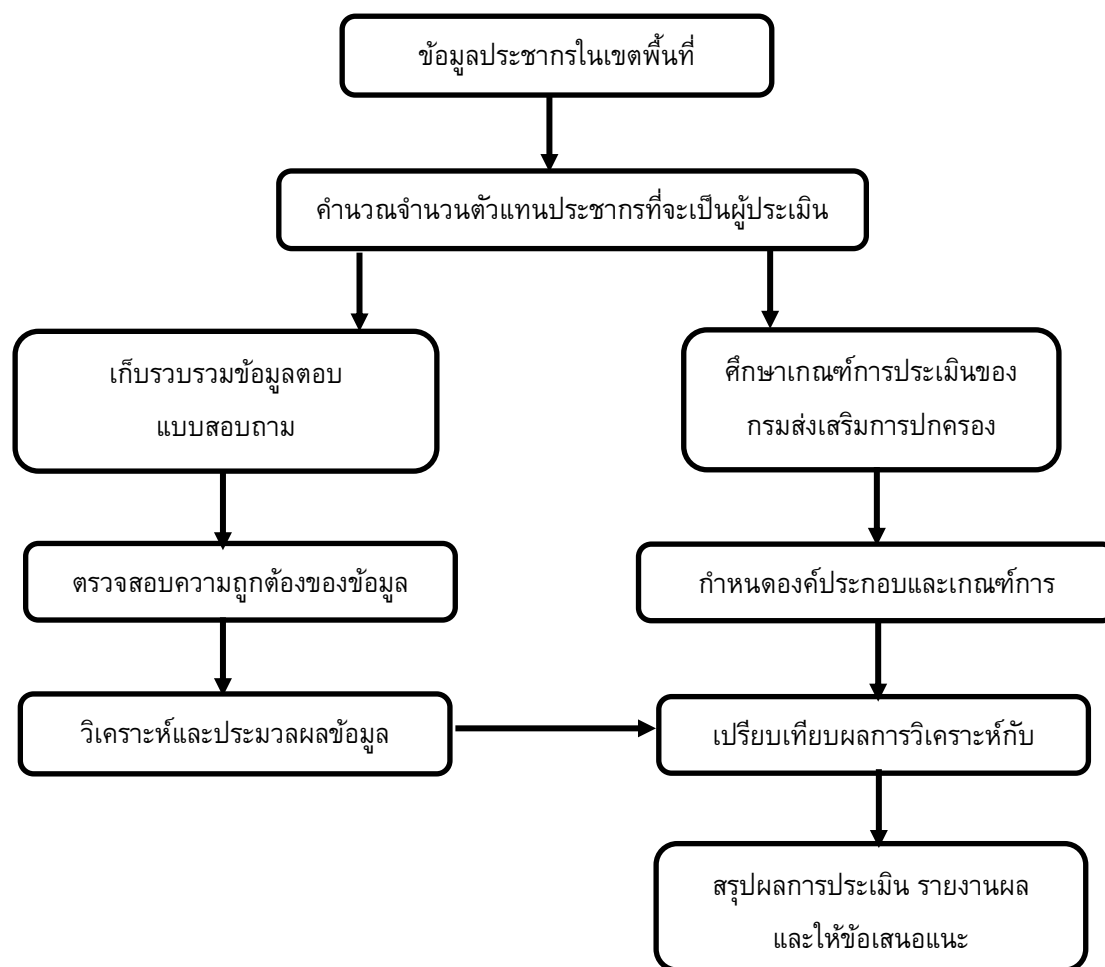 ข้อมูลประชากรในเขตพื้นที่
คำนวณจำนวนตัวแทนประชากรที่จะเป็นผู้ประเมิน
เก็บรวบรวมข้อมูลตอบ
แบบสอบถาม
ศึกษาเกณฑ์การประเมินของ
กรมส่งเสริมการปกครอง
ตรวจสอบความถูกต้องของข้อมูล
กำหนดองค์ประกอบและเกณฑ์การ
วิเคราะห์และประมวลผลข้อมูล
เปรียบเทียบผลการวิเคราะห์กับ
สรุปผลการประเมิน รายงานผล
และให้ข้อเสนอแนะ